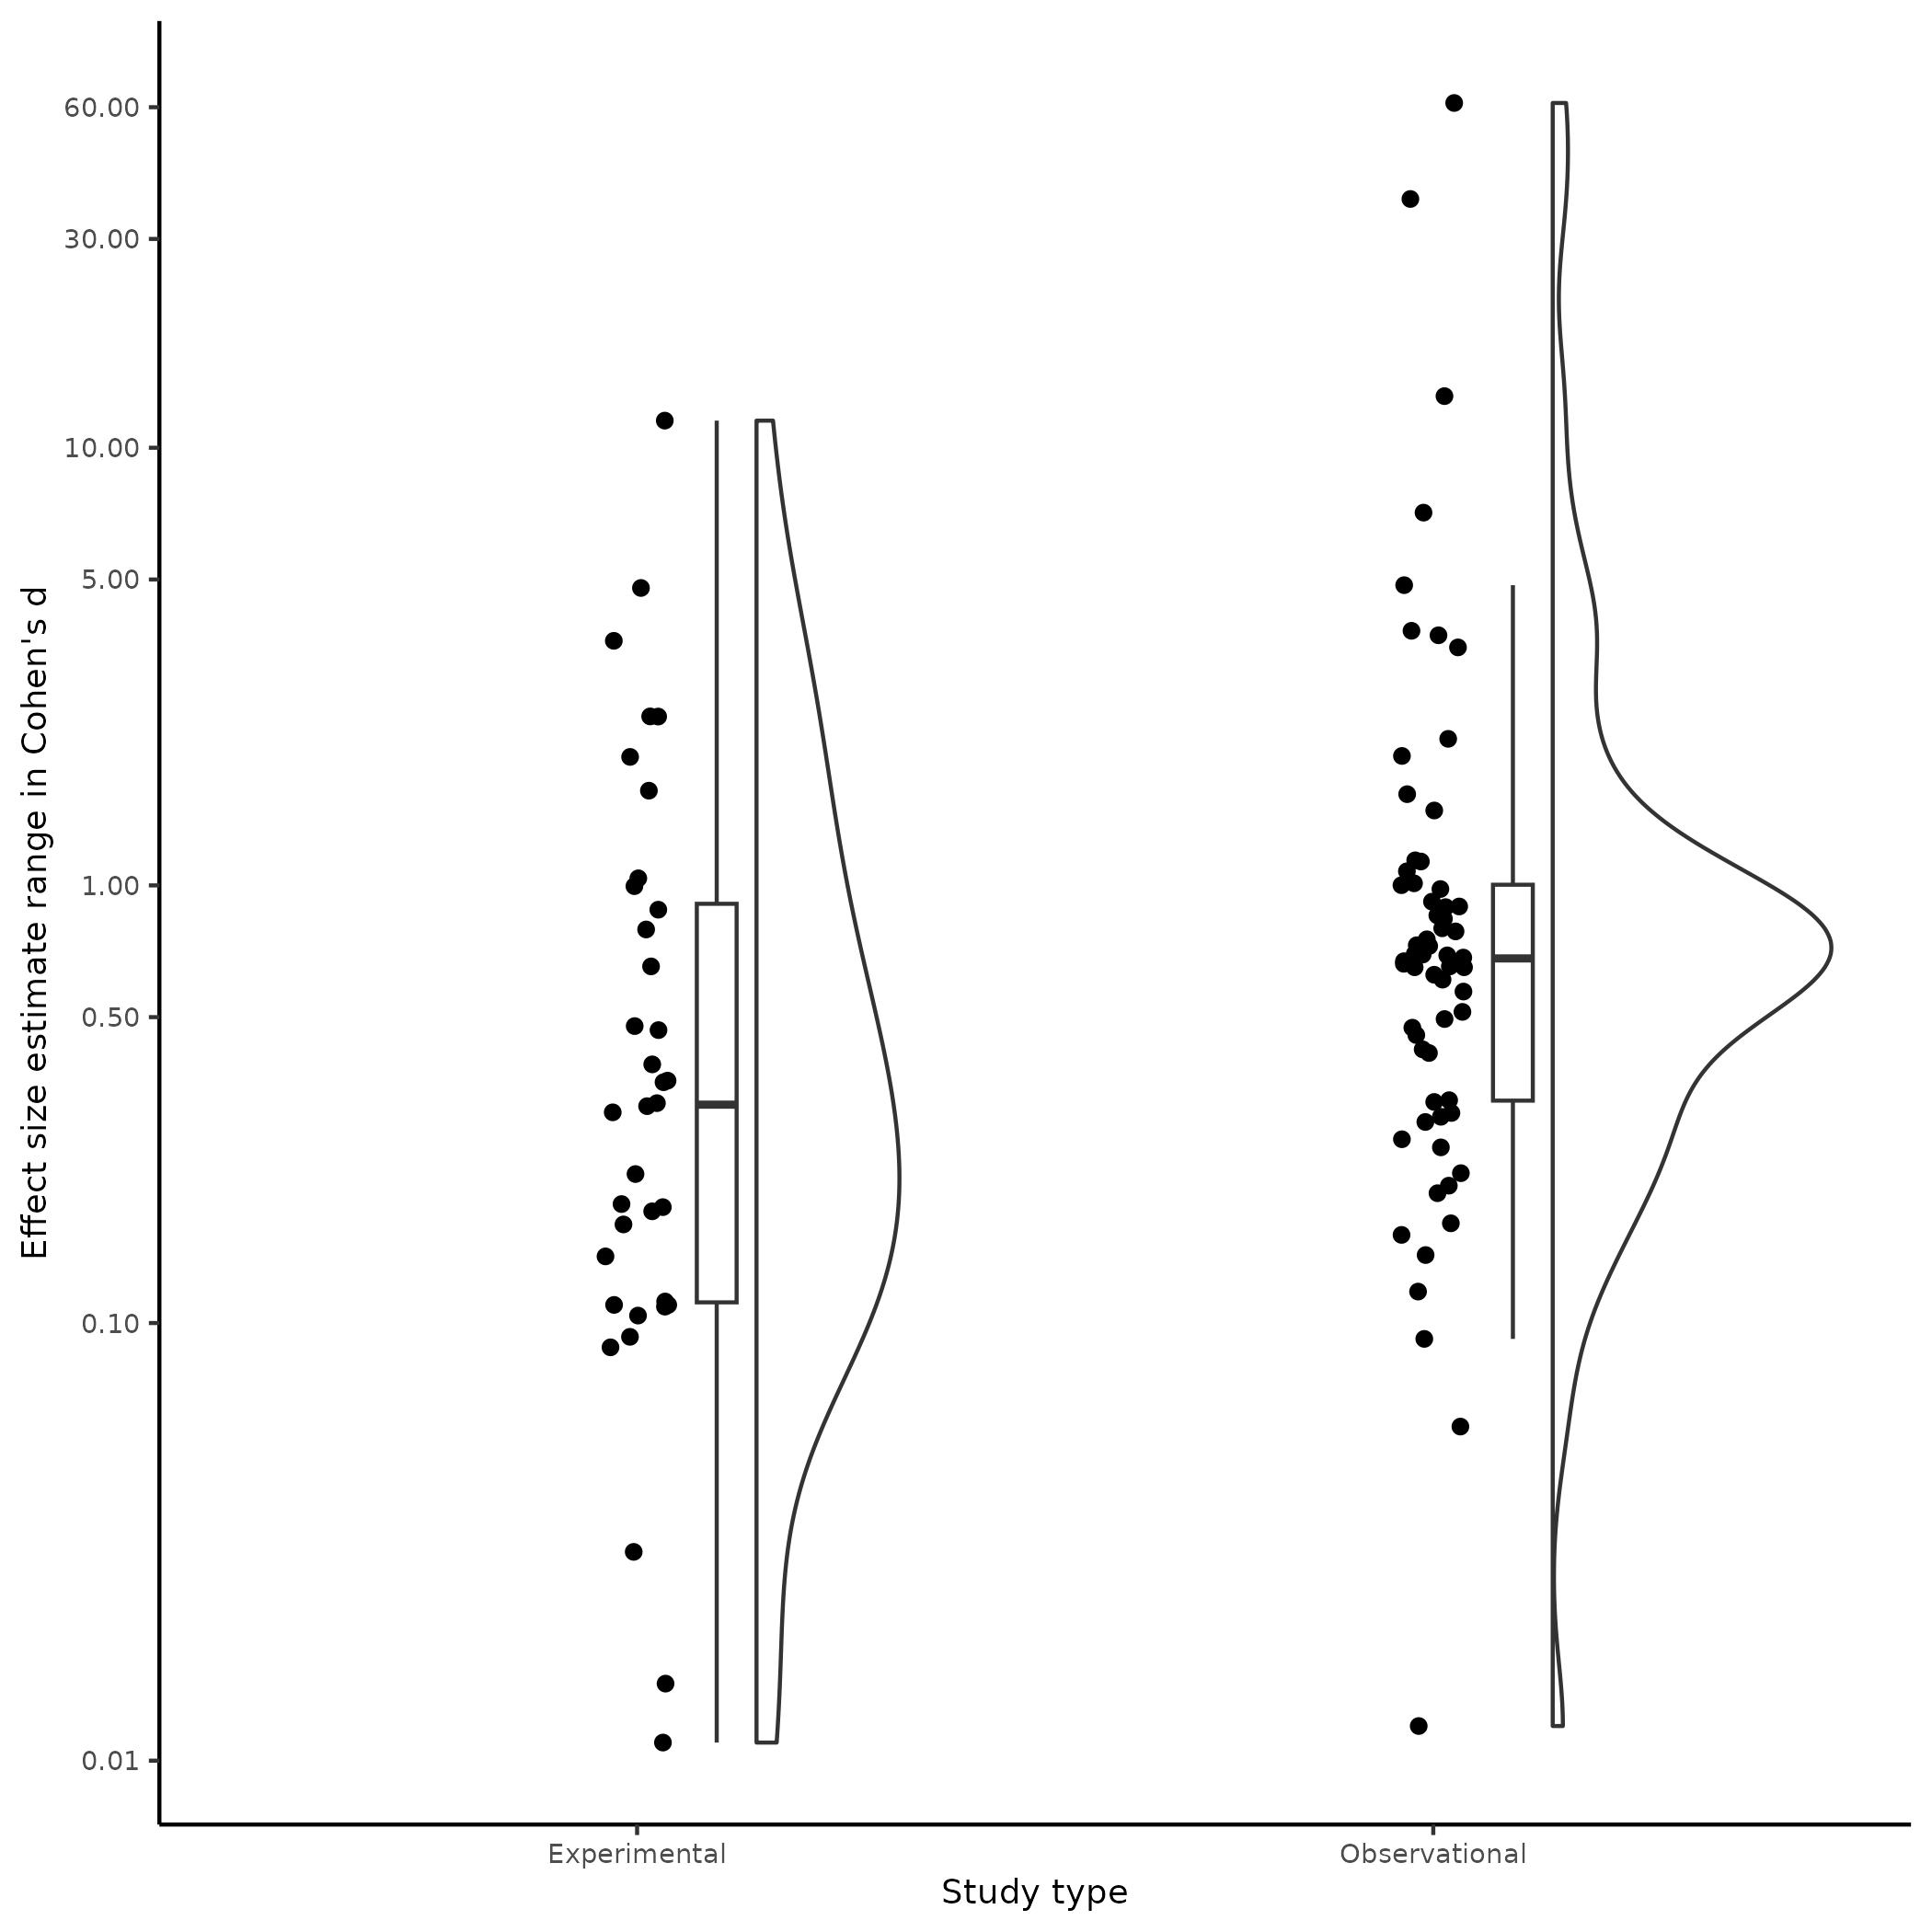 Effect size estimate range in Cohen's d
60.00
30.00
10.00
5.00
1.00
0.50
0.10
0.01
Experimental
Observational
Study type